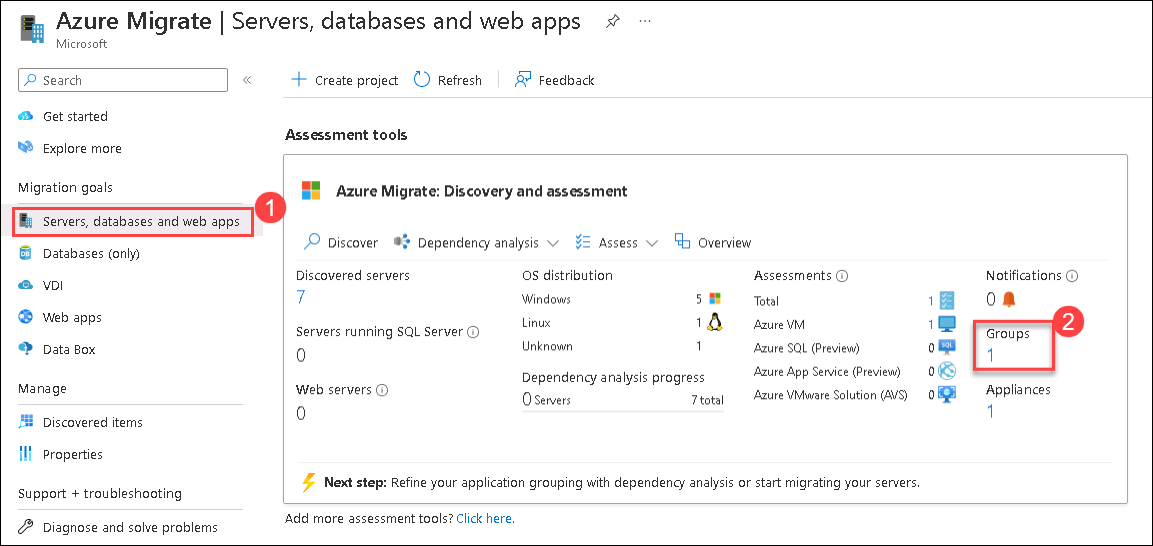 Azure Migrate | Servers, databases and web apps ...
Microsoft
Search «
Get started
Explore more
Migration goals
Servers, databases and web apps
1
Databases (only)
VDI
Web apps
Data Box
Manage
Discovered items
Properties
Support + troubleshooting
Diagnose and solve problems
Create project Refresh Feedback
Assessment tools
Azure Migrate: Discovery and assessment
Discover Dependency analysis Assess Overview
Discovered servers
7
Servers running SQL Server
0
Web servers
0
OS distribution
Windows 5
Linux 1
Unknown 1
Dependency analysis progress
0 Servers 7 total
Assessments
Total 1
Azure VM 1
Azure SQL (Preview) 0
SQL
Azure App Service (Preview) 0
Azure VMware Solution (AVS) 0
Notifications
0
2
Groups
1
Appliances
1
Next step: Refine your application grouping with dependency analysis or start migrating your servers.
Add more assessment tools? Click here.